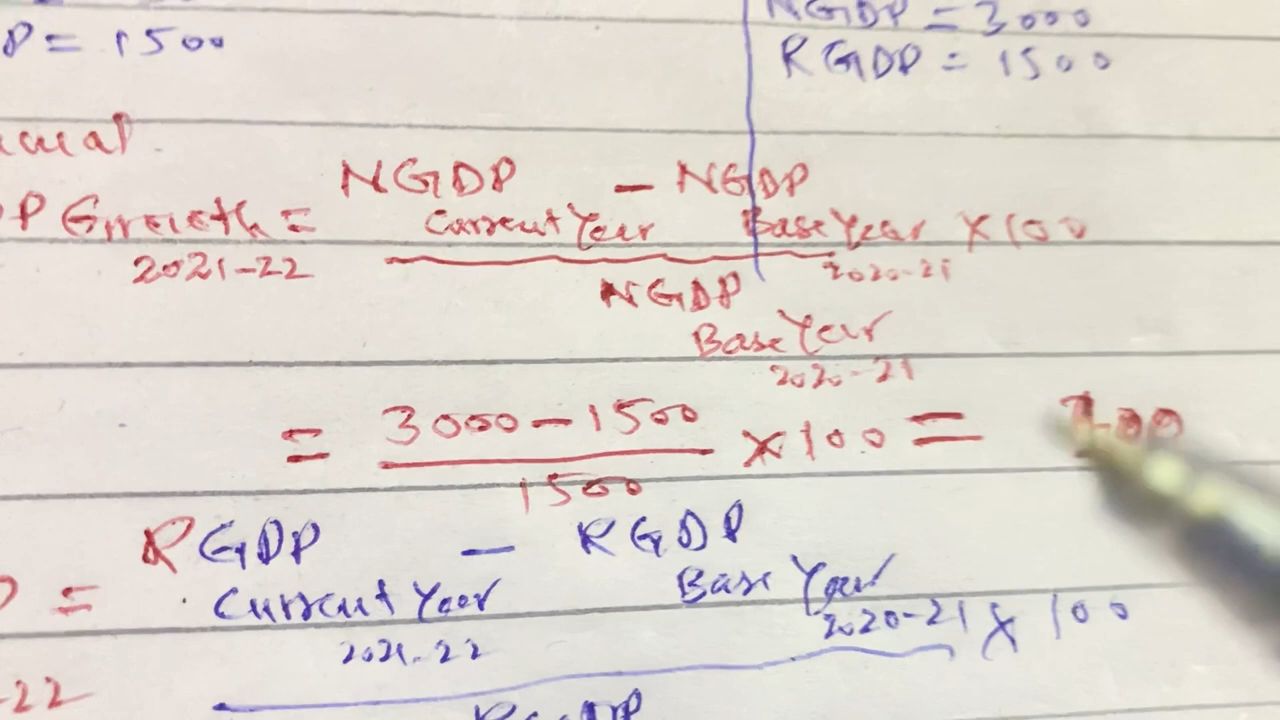 P = 1500
NGDP = 3000
RGDP = 1500
NGDP - NGDP
P Growth = Current Year Base Year × 100
2021-22 2020-21
NGDP
Base Year
2020-21
= 3000 - 1500 × 100 = 100
1500
RGDP - RGDP
= Current Year Base Year
2021-22 2020-21 × 100
-22
RGDP